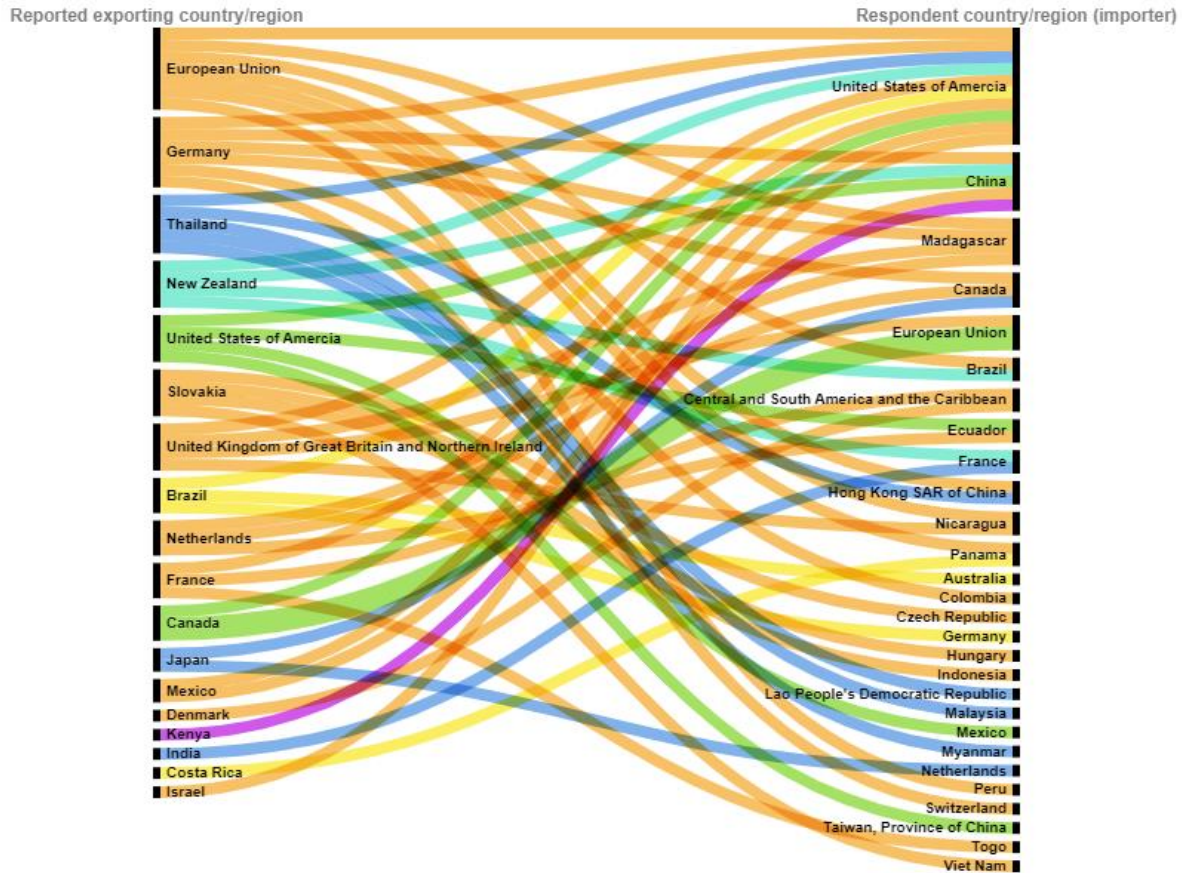 Reported exporting country/region
Respondent country/region (importer)
European Union
Germany
Thailand
New Zealand
United States of Amercia
Slovakia
United Kingdom of Great Britain and Northern Ireland
Brazil
Netherlands
France
Canada
Japan
Mexico
Denmark
Kenya
India
Costa Rica
Israel
United States of Amercia
China
Madagascar
Canada
European Union
Brazil
Central and South America and the Caribbean
Ecuador
France
Hong Kong SAR of China
Nicaragua
Panama
Australia
Colombia
Czech Republic
Germany
Hungary
Indonesia
Lao People's Democratic Republic
Malaysia
Mexico
Myanmar
Netherlands
Peru
Switzerland
Taiwan, Province of China
Togo
Viet Nam